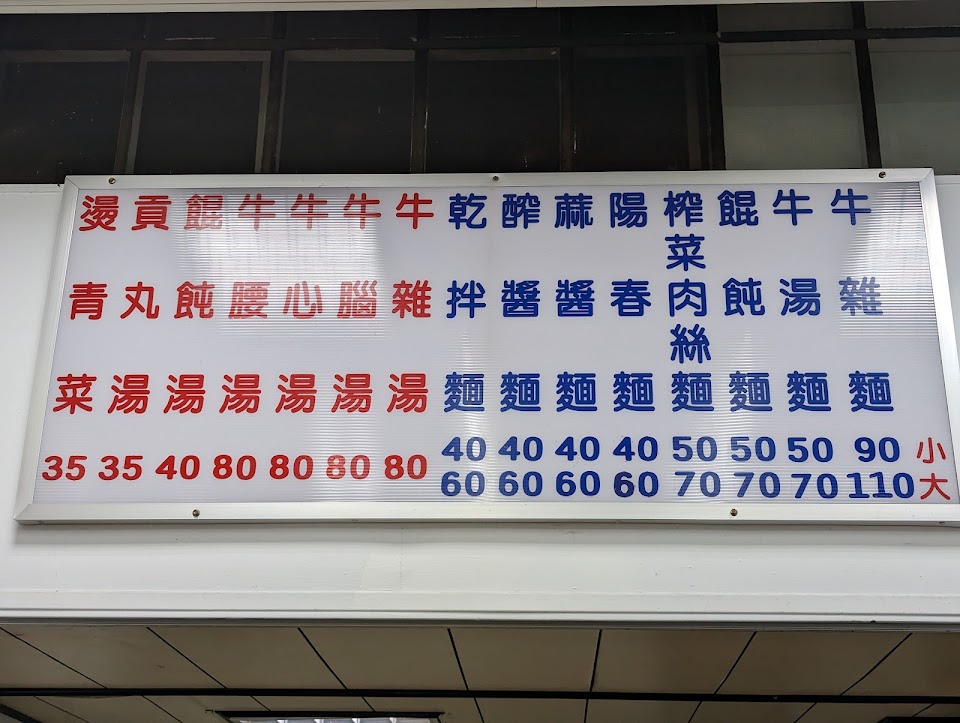 牛雜麵 90 110
牛湯麵 50 70
餛飩麵 50 70
榨菜肉絲麵 50 70
陽春麵 40 60
蔴醬麵 40 60
醡醬麵 40 60
乾拌麵 40 60
牛雜湯 80
牛腦湯 80
牛心湯 80
牛腰湯 80
餛飩湯 40
貢丸湯 35
燙青菜 35
小
大